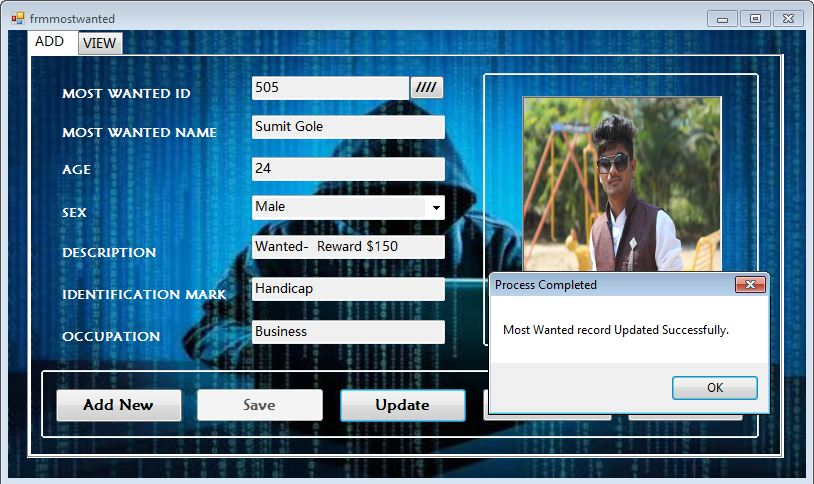 frmmostwanted
ADD VIEW
MOST WANTED ID 505 ////
MOST WANTED NAME Sumit Gole
AGE 24
SEX Male
DESCRIPTION Wanted- Reward $150
IDENTIFICATION MARK Handicap
OCCUPATION Business
Process Completed
Most Wanted record Updated Successfully.
OK
Add New Save Update